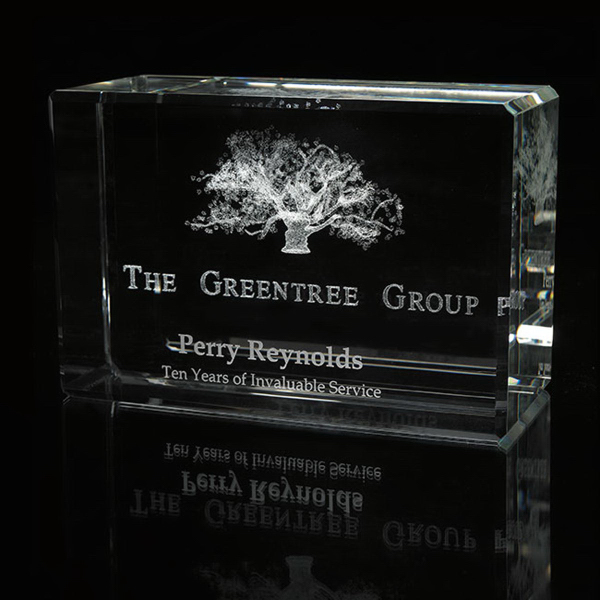 THE GREENTREE GROUP
Perry Reynolds
Ten Years of Invaluable Service